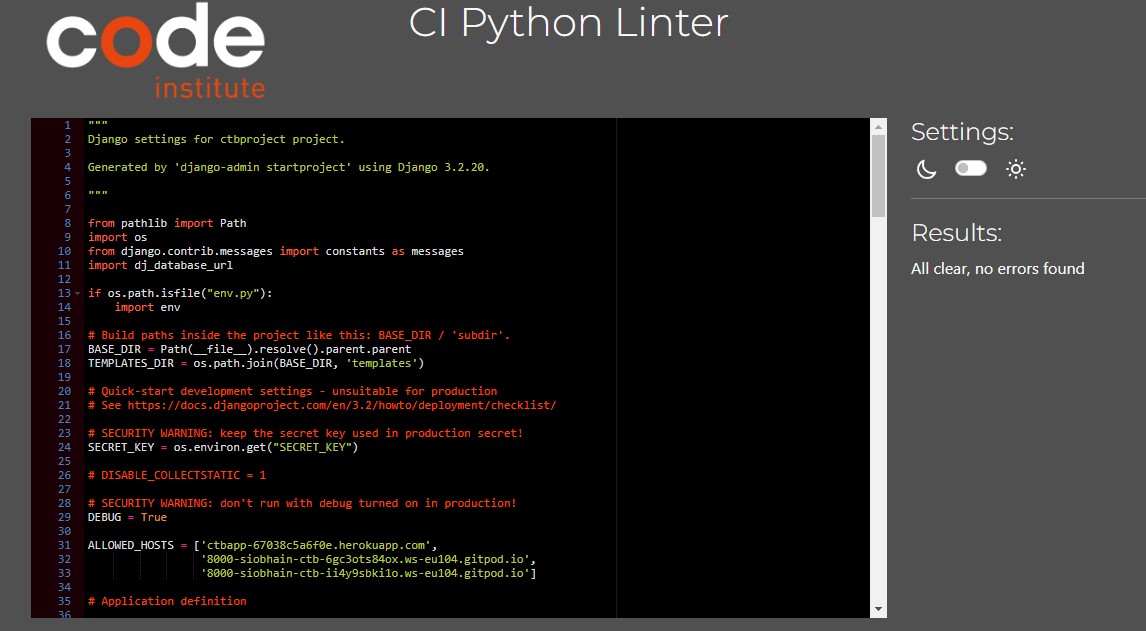 code
institute
CI Python Linter
1 """
2 Django settings for ctbproject project.
3
4 Generated by 'django-admin startproject' using Django 3.2.20.
5
6 """
7
8 from pathlib import Path
9 import os
10 from django.contrib.messages import constants as messages
11 import dj_database_url
12
13 if os.path.isfile("env.py"):
14     import env
15
16 # Build paths inside the project like this: BASE_DIR / 'subdir'.
17 BASE_DIR = Path(__file__).resolve().parent.parent
18 TEMPLATES_DIR = os.path.join(BASE_DIR, 'templates')
19
20 # Quick-start development settings - unsuitable for production
21 # See https://docs.djangoproject.com/en/3.2/howto/deployment/checklist/
22
23 # SECURITY WARNING: keep the secret key used in production secret!
24 SECRET_KEY = os.environ.get("SECRET_KEY")
25
26 # DISABLE_COLLECTSTATIC = 1
27
28 # SECURITY WARNING: don't run with debug turned on in production!
29 DEBUG = True
30
31 ALLOWED_HOSTS = ['ctbapp-67038c5a6f0e.herokuapp.com',
32                  '8000-siobhain-ctb-6gc3ots84ox.ws-eu104.gitpod.io',
33                  '8000-siobhain-ctb-ii4y9sbki1o.ws-eu104.gitpod.io']
34
35 # Application definition
36
Settings:
Results:
All clear, no errors found